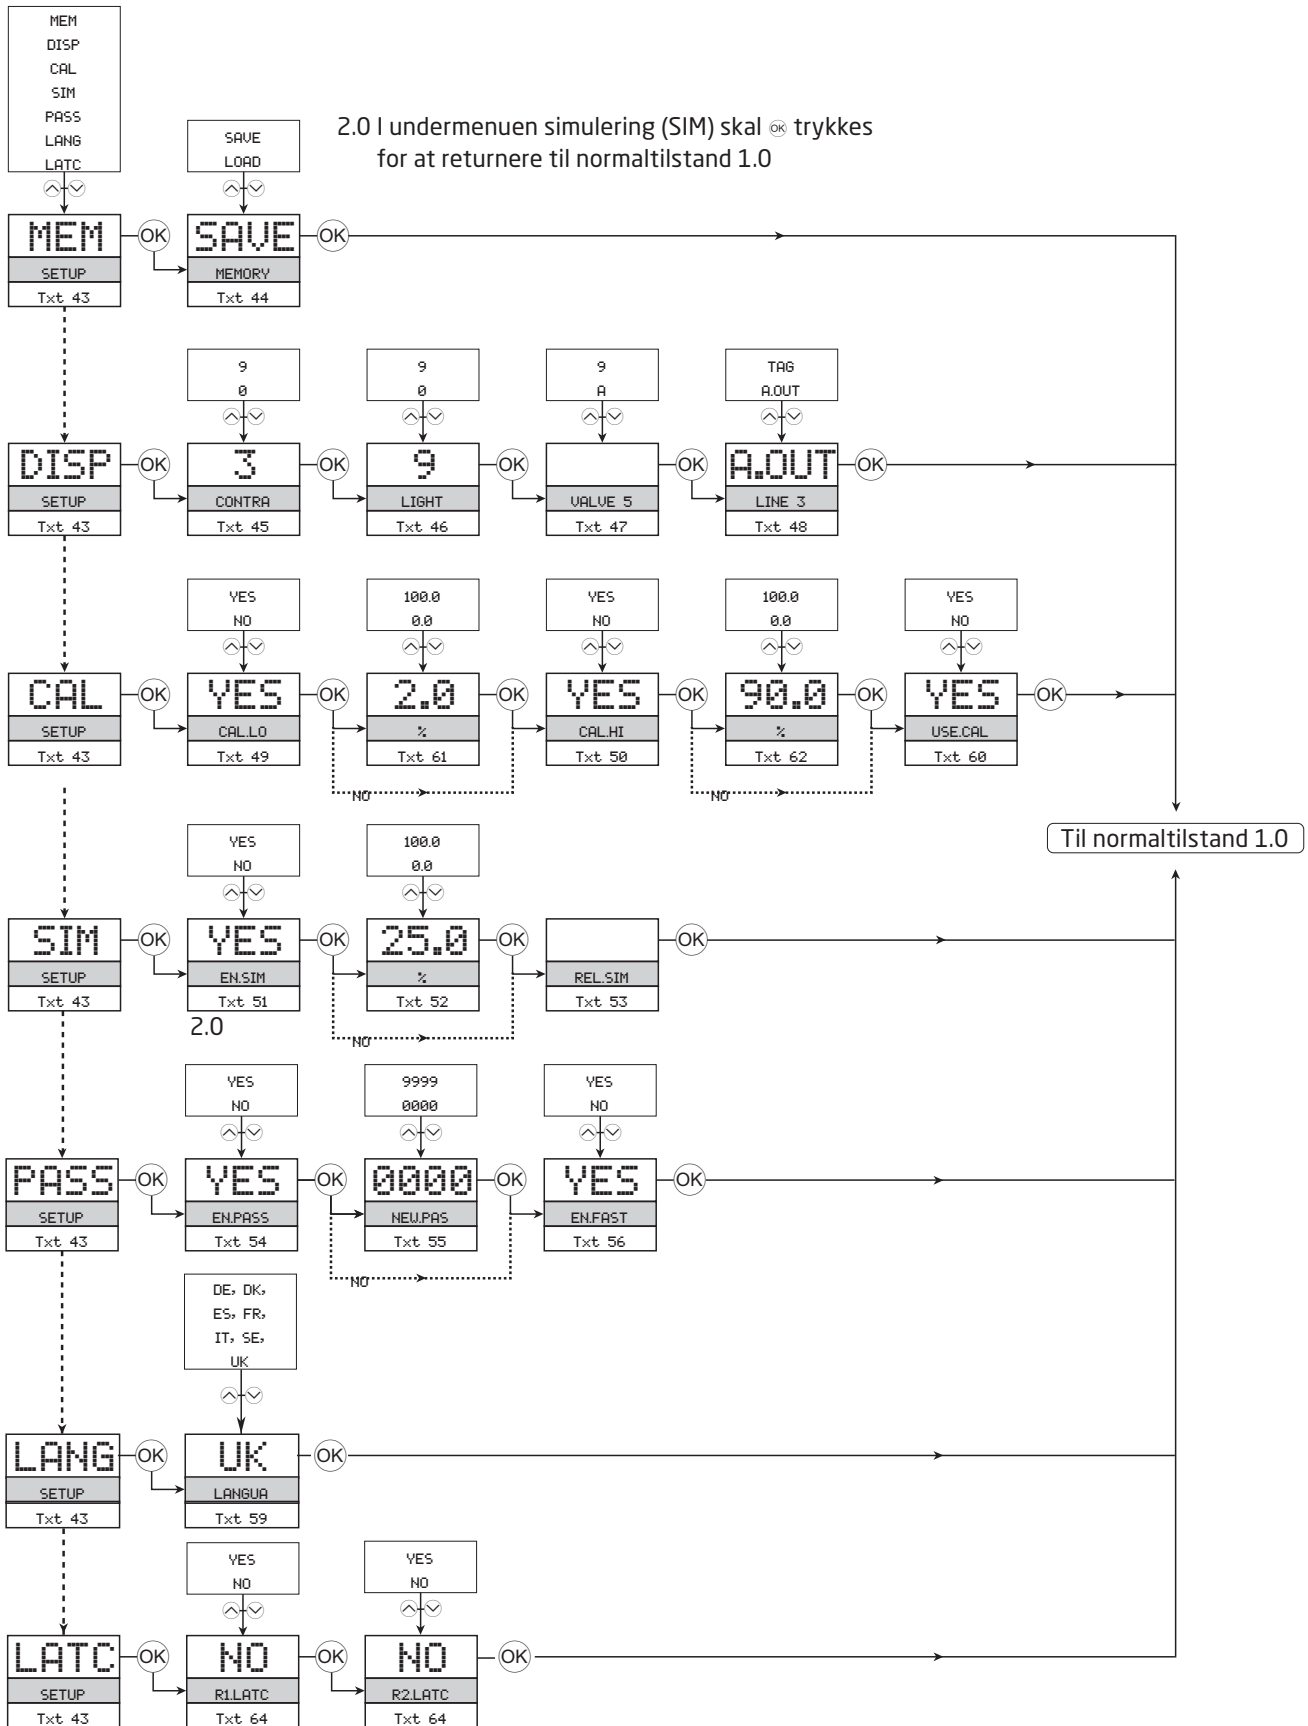 MEM
DISP
CAL
SIM
PASS
LANG
LATC
SAVE
LOAD
2.0 I undermenuen simulering (SIM) skal OK trykkes
for at returnere til normaltilstand 1.0
MEM OK SAVE OK
SETUP MEMORY
Txt 43 Txt 44
9 9 9 TAG
0 0 A A.OUT
DISP OK 3 OK 9 OK OK A.OUT OK
SETUP CONTRA LIGHT VALVE 5 LINE 3
Txt 43 Txt 45 Txt 46 Txt 47 Txt 48
YES 100.0 YES 100.0 YES
NO 0.0 NO 0.0 NO
CAL OK YES OK 2.0 OK YES OK 90.0 OK YES OK
SETUP CAL.LO % CAL.HI % USE.CAL
Txt 43 Txt 49 Txt 61 Txt 50 Txt 62 Txt 60
NO NO
Til normaltilstand 1.0
YES 100.0
NO 0.0
SIM OK YES OK 25.0 OK OK
SETUP EN.SIM % REL.SIM
Txt 43 Txt 51 Txt 52 Txt 53
2.0
NO
YES 9999 YES
NO 0000 NO
PASS OK YES OK 0000 OK YES OK
SETUP EN.PASS NEW.PAS EN.FAST
Txt 43 Txt 54 Txt 55 Txt 56
NO
DE, DK,
ES, FR,
IT, SE,
UK
LANG OK UK OK
SETUP LANGUA
Txt 43 Txt 59
YES YES
NO NO
LATC OK NO OK NO OK
SETUP R1.LATC R2.LATC
Txt 43 Txt 64 Txt 64